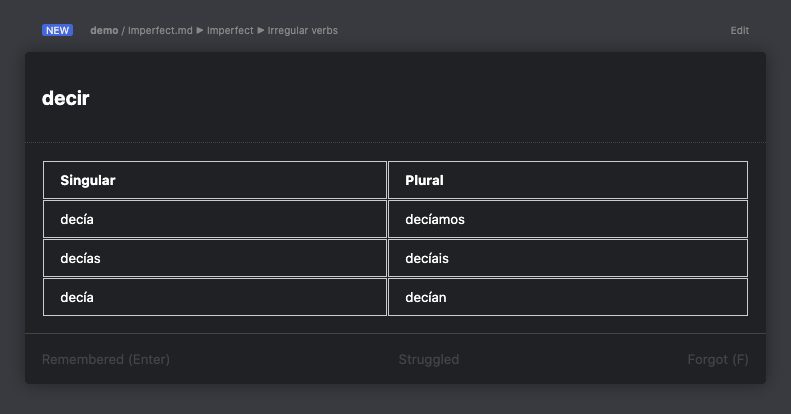 NEW demo / Imperfect.md ▶ Imperfect ▶ Irregular verbs Edit
decir
Singular Plural
decía decíamos
decías decíais
decía decían
Remembered (Enter) Struggled Forgot (F)